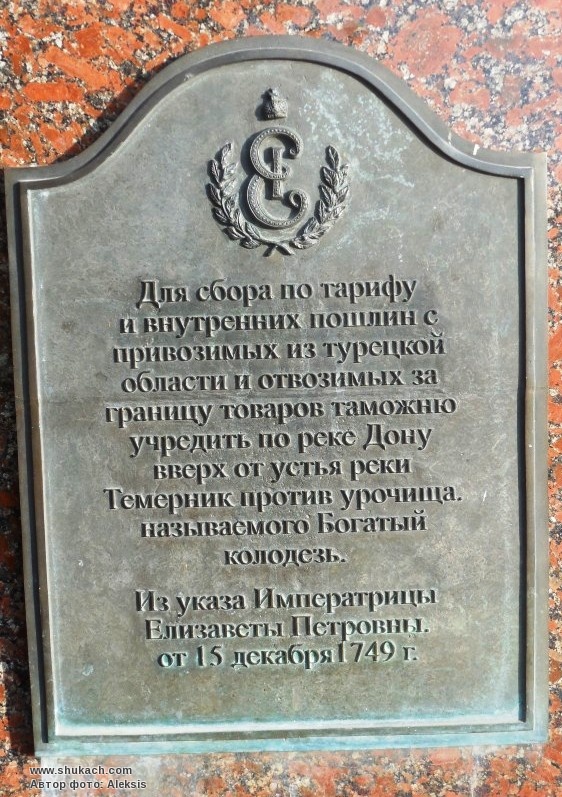 Для сбора по тарифу
и внутренних пошлин с
привозимых из турецкой
области и отвозимых за
границу товаров таможню
учредить по реке Дону
вверх от устья реки
Темерник против урочища.
называемого Богатый
колодезь.
Из указа Императрицы
Елизаветы Петровны.
от 15 декабря 1749 г.
www.shukach.com
Автор фото: Aleksis